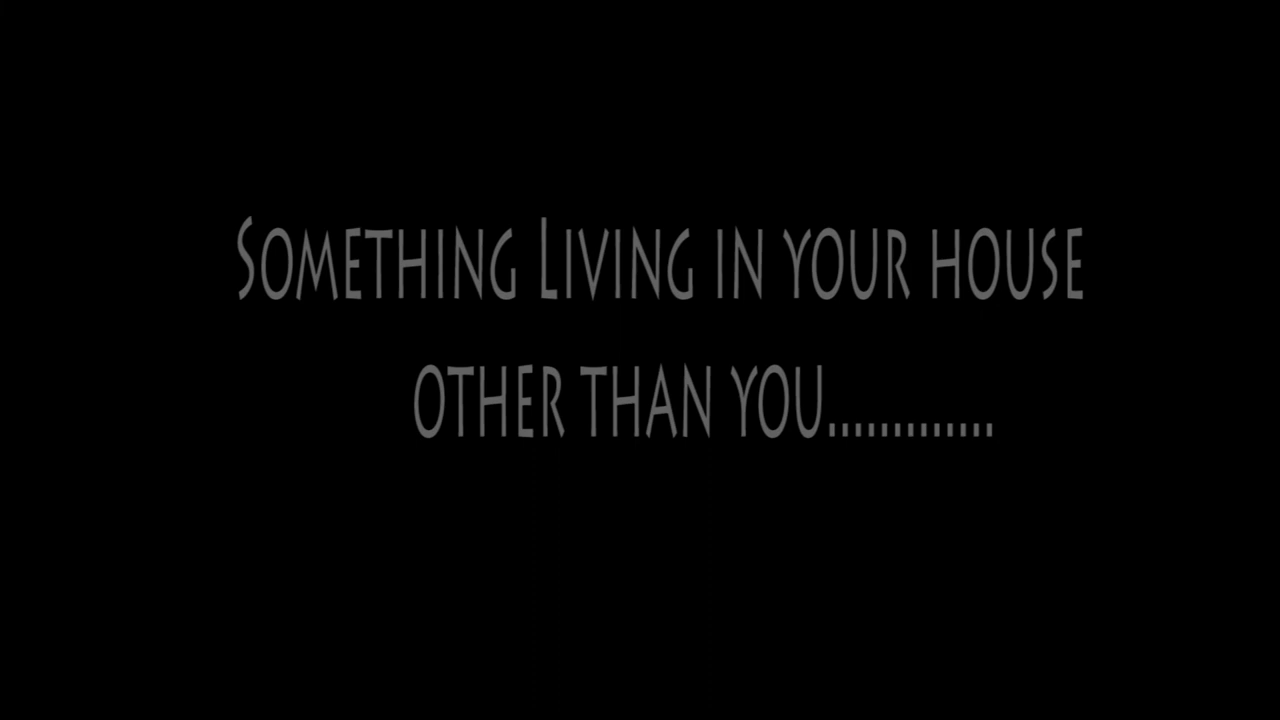 Something Living in your house
other than you.............